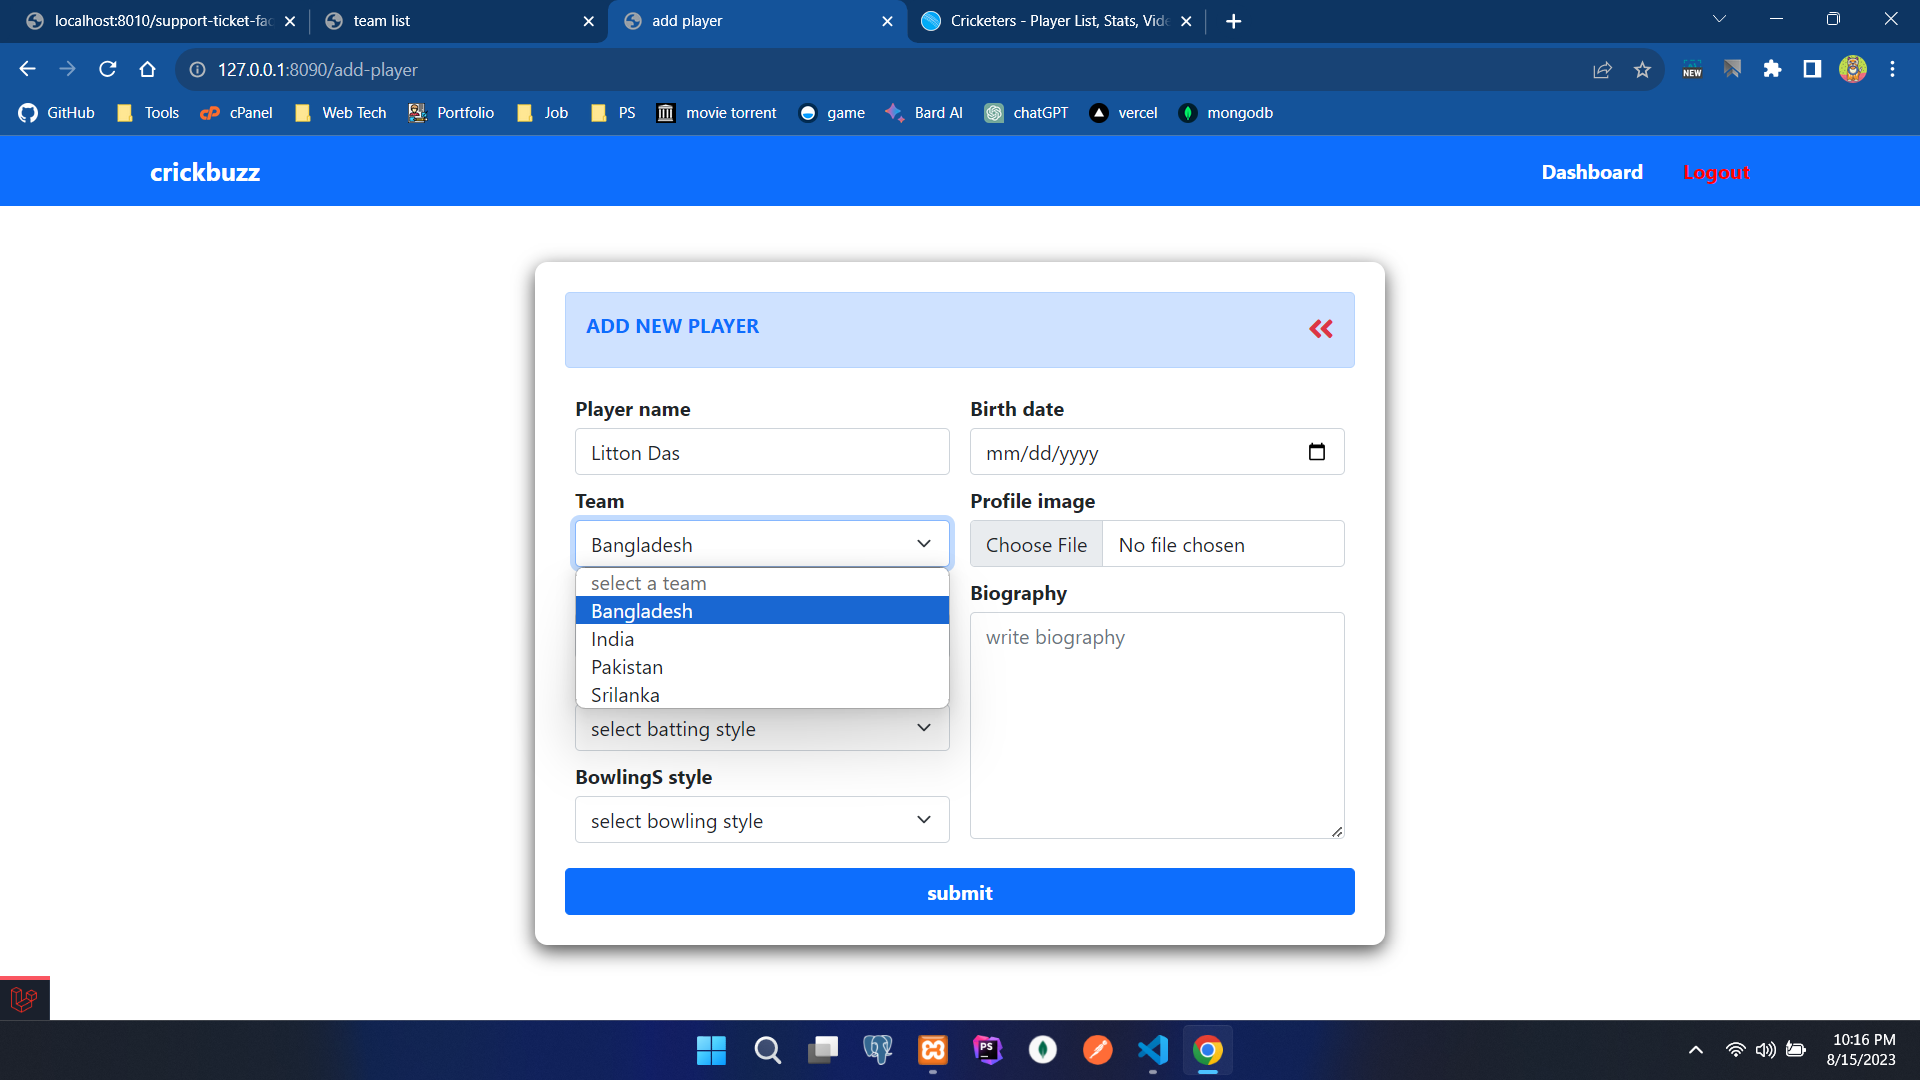 localhost:8010/support-ticket-fac
team list
add player
Cricketers - Player List, Stats, Vide
127.0.0.1:8090/add-player
NEW
GitHub
Tools
cPanel
Web Tech
Portfolio
Job
PS
movie torrent
game
Bard AI
chatGPT
vercel
mongodb
crickbuzz
Dashboard
Logout
ADD NEW PLAYER
Player name
Birth date
Litton Das
mm/dd/yyyy
Team
Profile image
Bangladesh
Choose File
No file chosen
select a team
Bangladesh
India
Pakistan
Srilanka
Biography
write biography
select batting style
BowlingS style
select bowling style
submit
PS
10:16 PM
8/15/2023